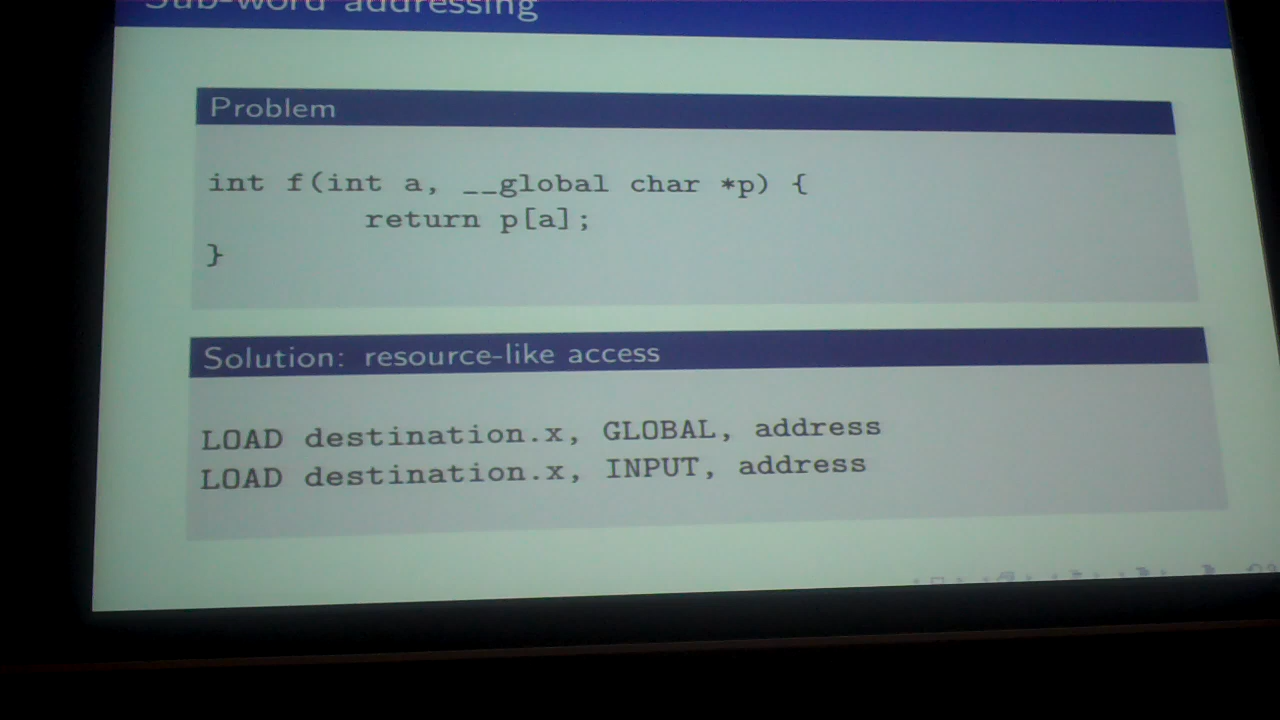 Sub-word addressing
Problem
int f(int a, __global char *p) {
return p[a];
}
Solution: resource-like access
LOAD destination.x, GLOBAL, address
LOAD destination.x, INPUT, address